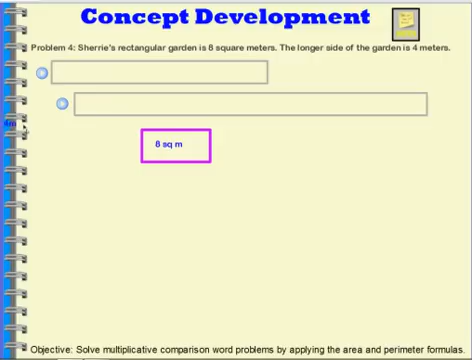 Concept Development
Problem 4: Sherrie's rectangular garden is 8 square meters. The longer side of the garden is 4 meters.
4m
8 sq m
Objective: Solve multiplicative comparison word problems by applying the area and perimeter formulas.